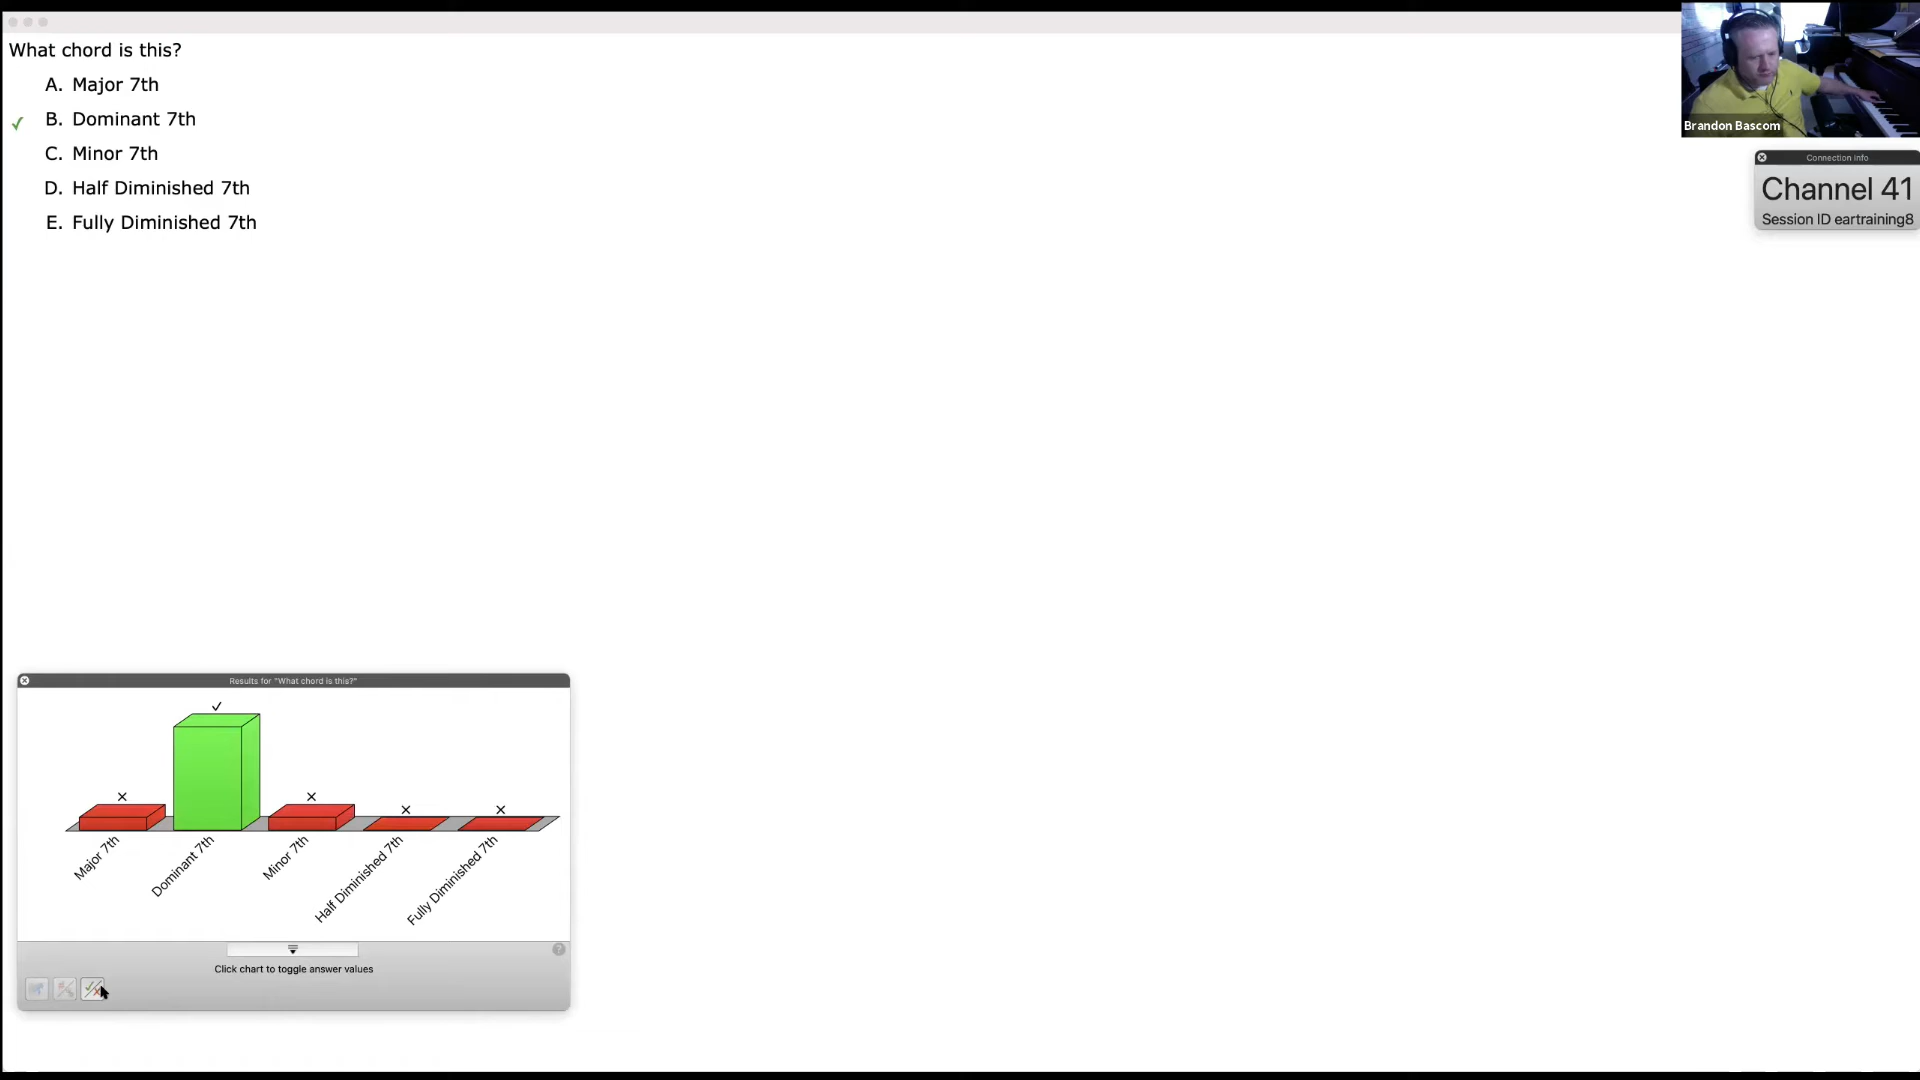 What chord is this?
A. Major 7th
✓ B. Dominant 7th
C. Minor 7th
D. Half Diminished 7th
E. Fully Diminished 7th
Brandon Bascom
Connection info
Channel 41
Session ID eartraining8
Results for "What chord is this?"
Major 7th
Dominant 7th
Minor 7th
Half Diminished 7th
Fully Diminished 7th
?
Click chart to toggle answer values